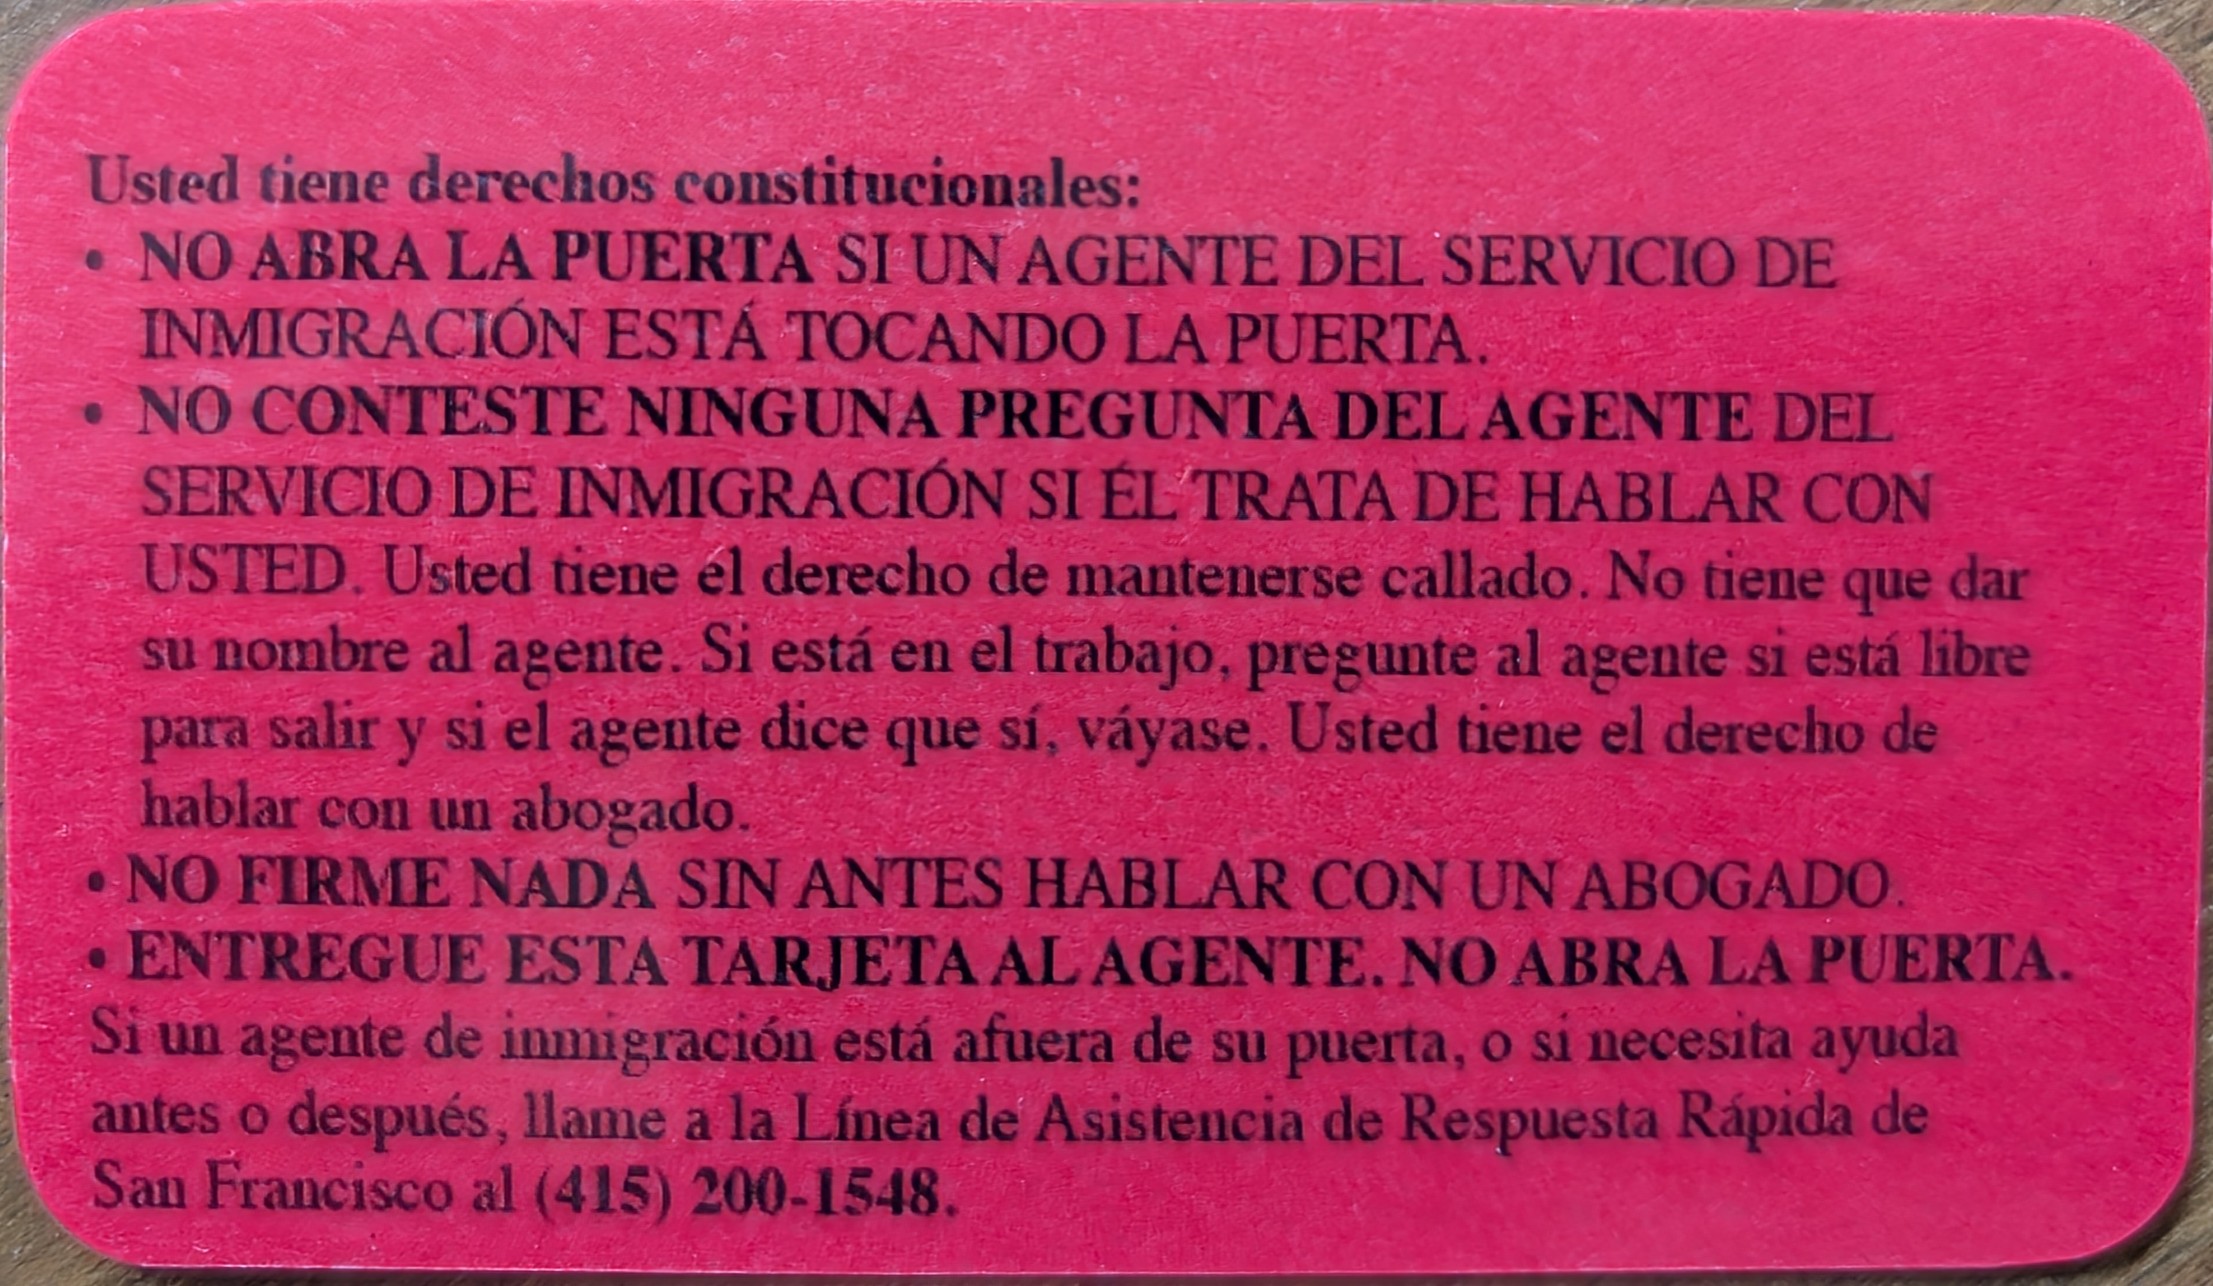 Usted tiene derechos constitucionales:
• NO ABRA LA PUERTA SI UN AGENTE DEL SERVICIO DE
INMIGRACIÓN ESTÁ TOCANDO LA PUERTA.
• NO CONTESTE NINGUNA PREGUNTA DEL AGENTE DEL
SERVICIO DE INMIGRACIÓN SI ÉL TRATA DE HABLAR CON
USTED. Usted tiene el derecho de mantenerse callado. No tiene que dar
su nombre al agente. Si está en el trabajo, pregunte al agente si está libre
para salir y si el agente dice que sí, váyase. Usted tiene el derecho de
hablar con un abogado.
• NO FIRME NADA SIN ANTES HABLAR CON UN ABOGADO.
• ENTREGUE ESTA TARJETA AL AGENTE. NO ABRA LA PUERTA.
Si un agente de inmigración está afuera de su puerta, o si necesita ayuda
antes o después, llame a la Línea de Asistencia de Respuesta Rápida de
San Francisco al (415) 200-1548.